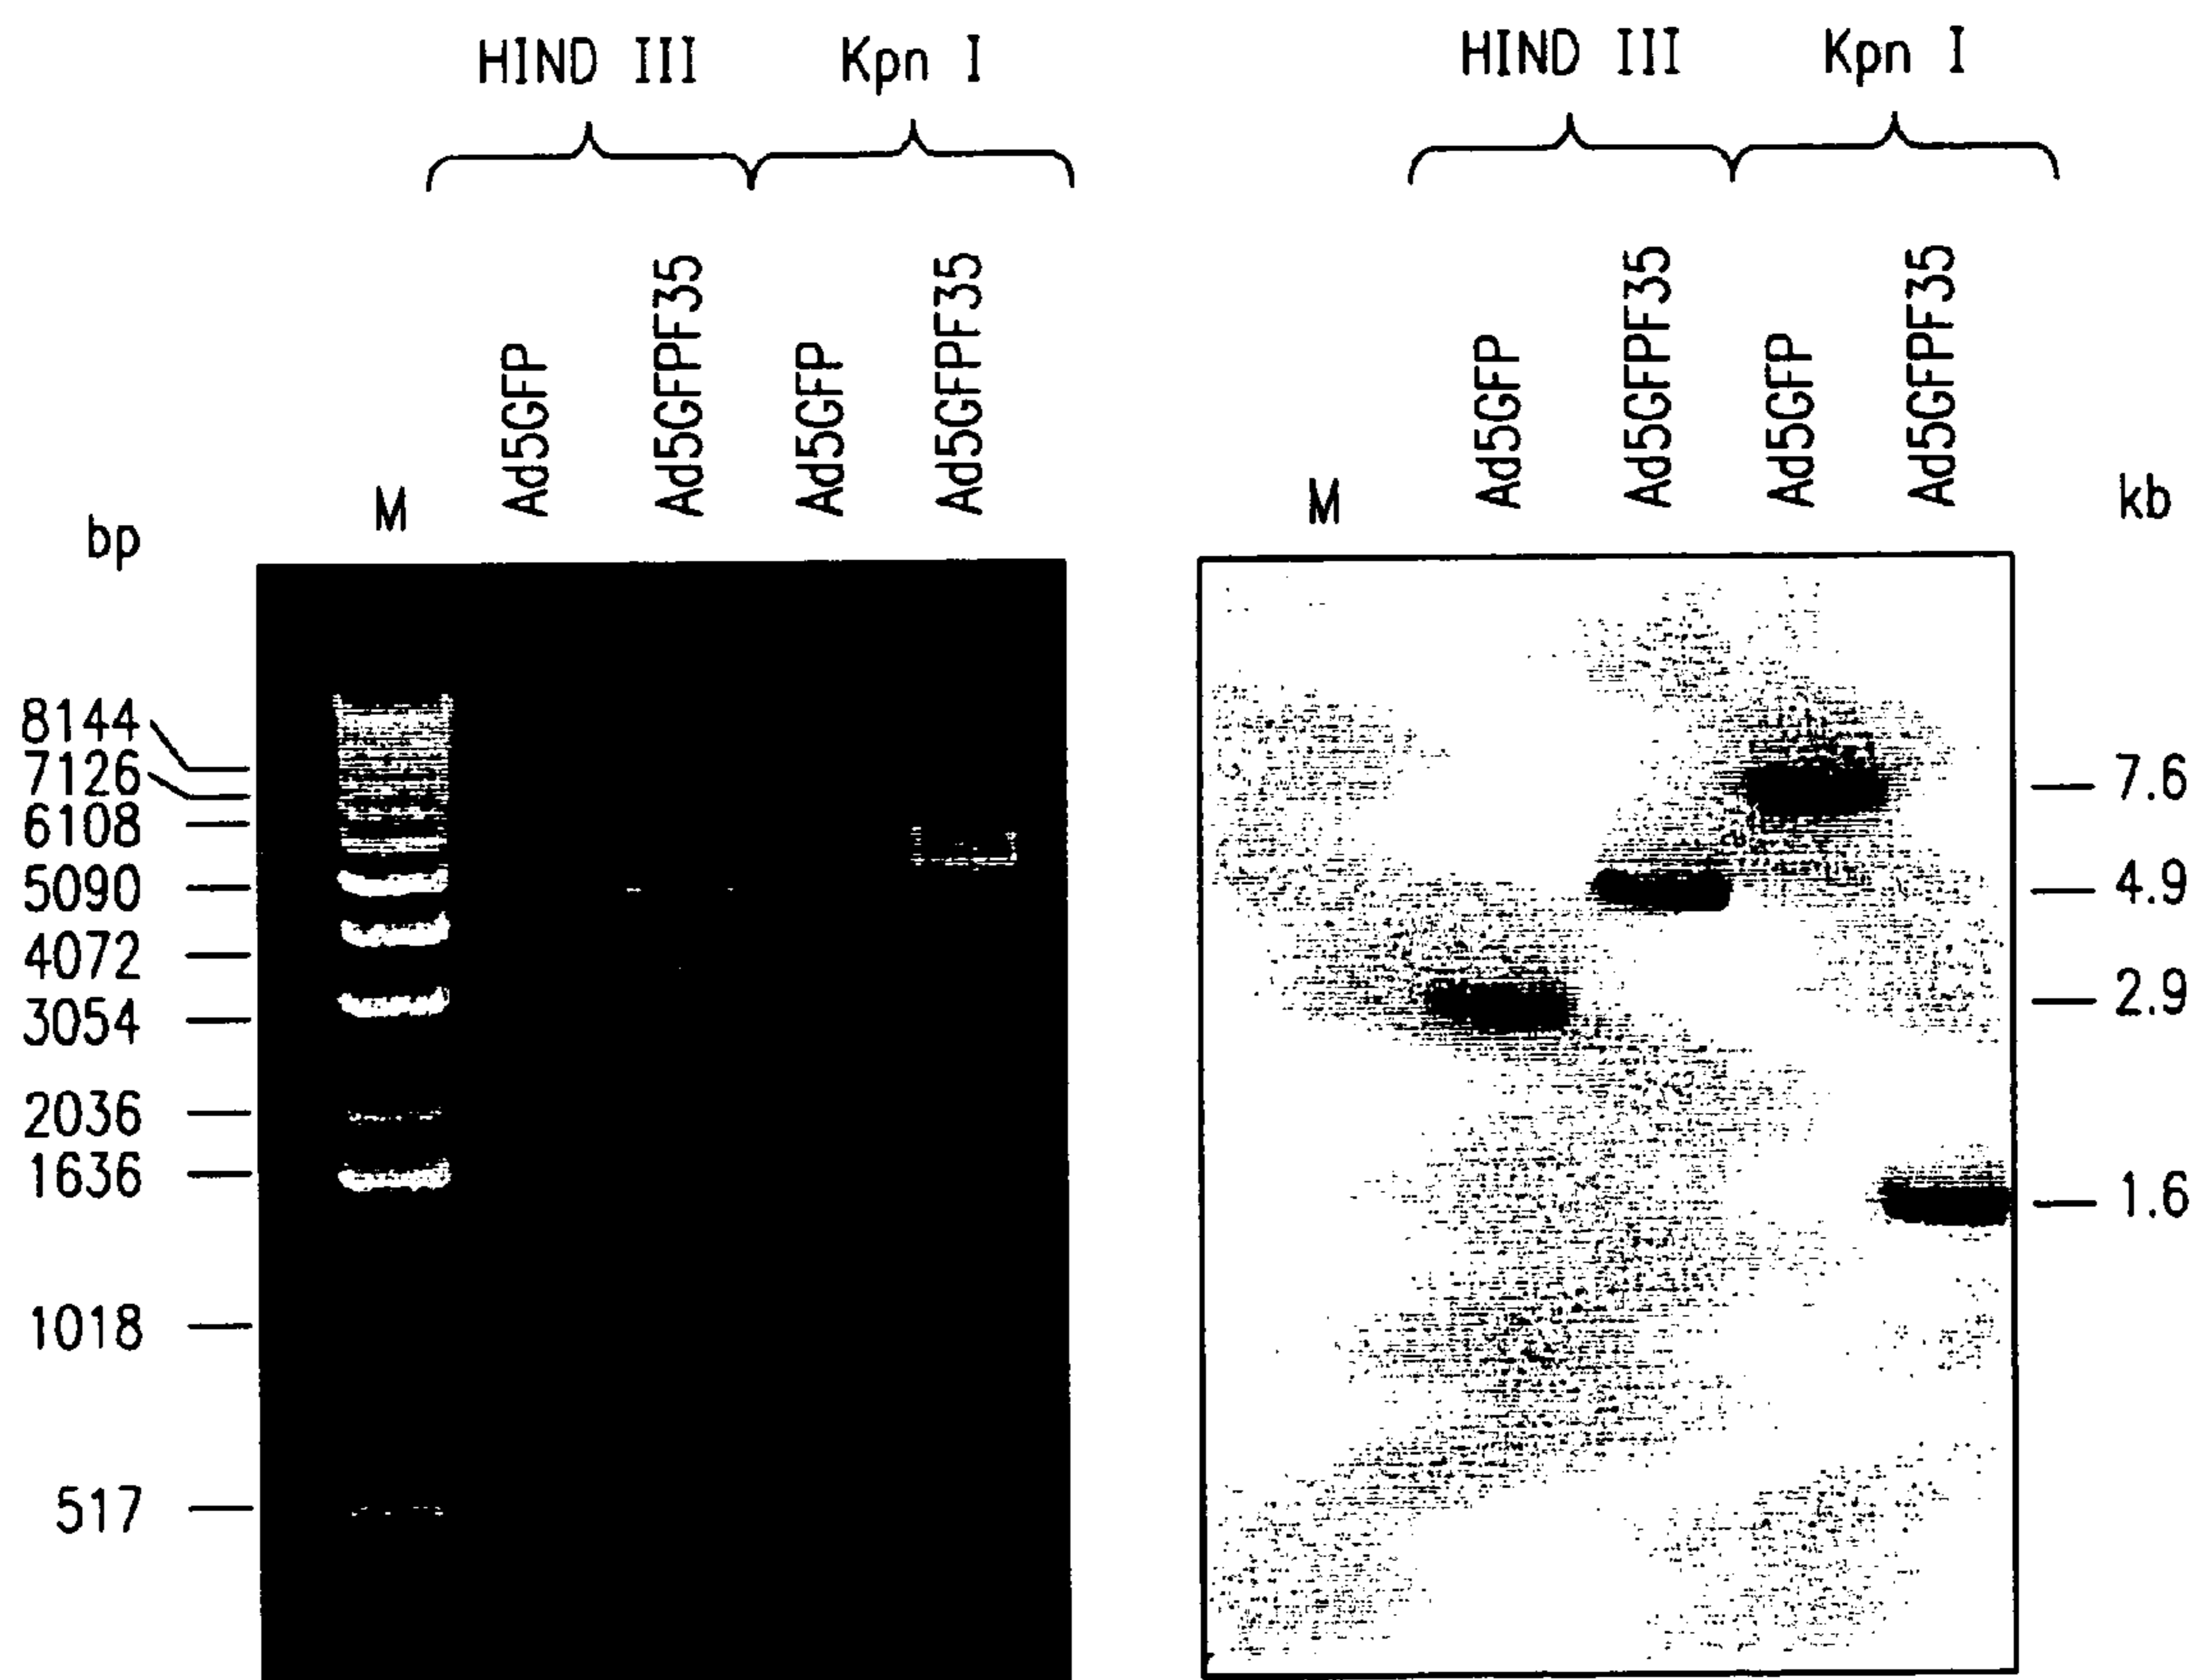 HIND III Kpn I
Ad5GFP
Ad5GFPF35
Ad5GFP
Ad5GFPF35
M
bp
8144
7126
6108
5090
4072
3054
2036
1636
1018
517
HIND III Kpn I
Ad5GFP
Ad5GFPF35
Ad5GFP
Ad5GFPF35
M
kb
7.6
4.9
2.9
1.6